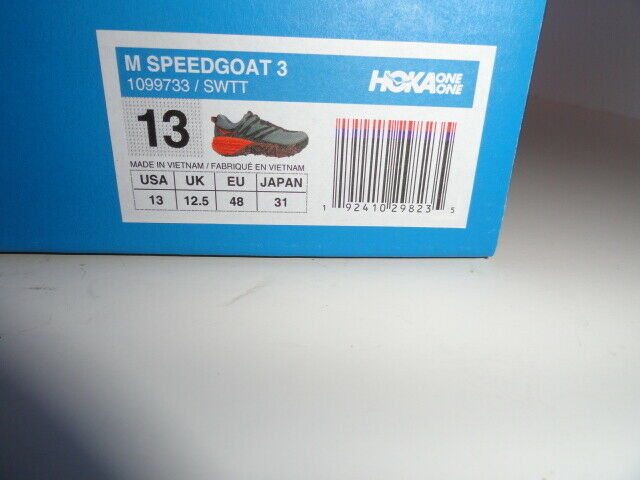 M SPEEDGOAT 3
1099733 / SWTT
HOKA ONE ONE
13
MADE IN VIETNAM / FABRIQUÉ EN VIETNAM
USA UK EU JAPAN
13 12.5 48 31
1 92410 29823 5